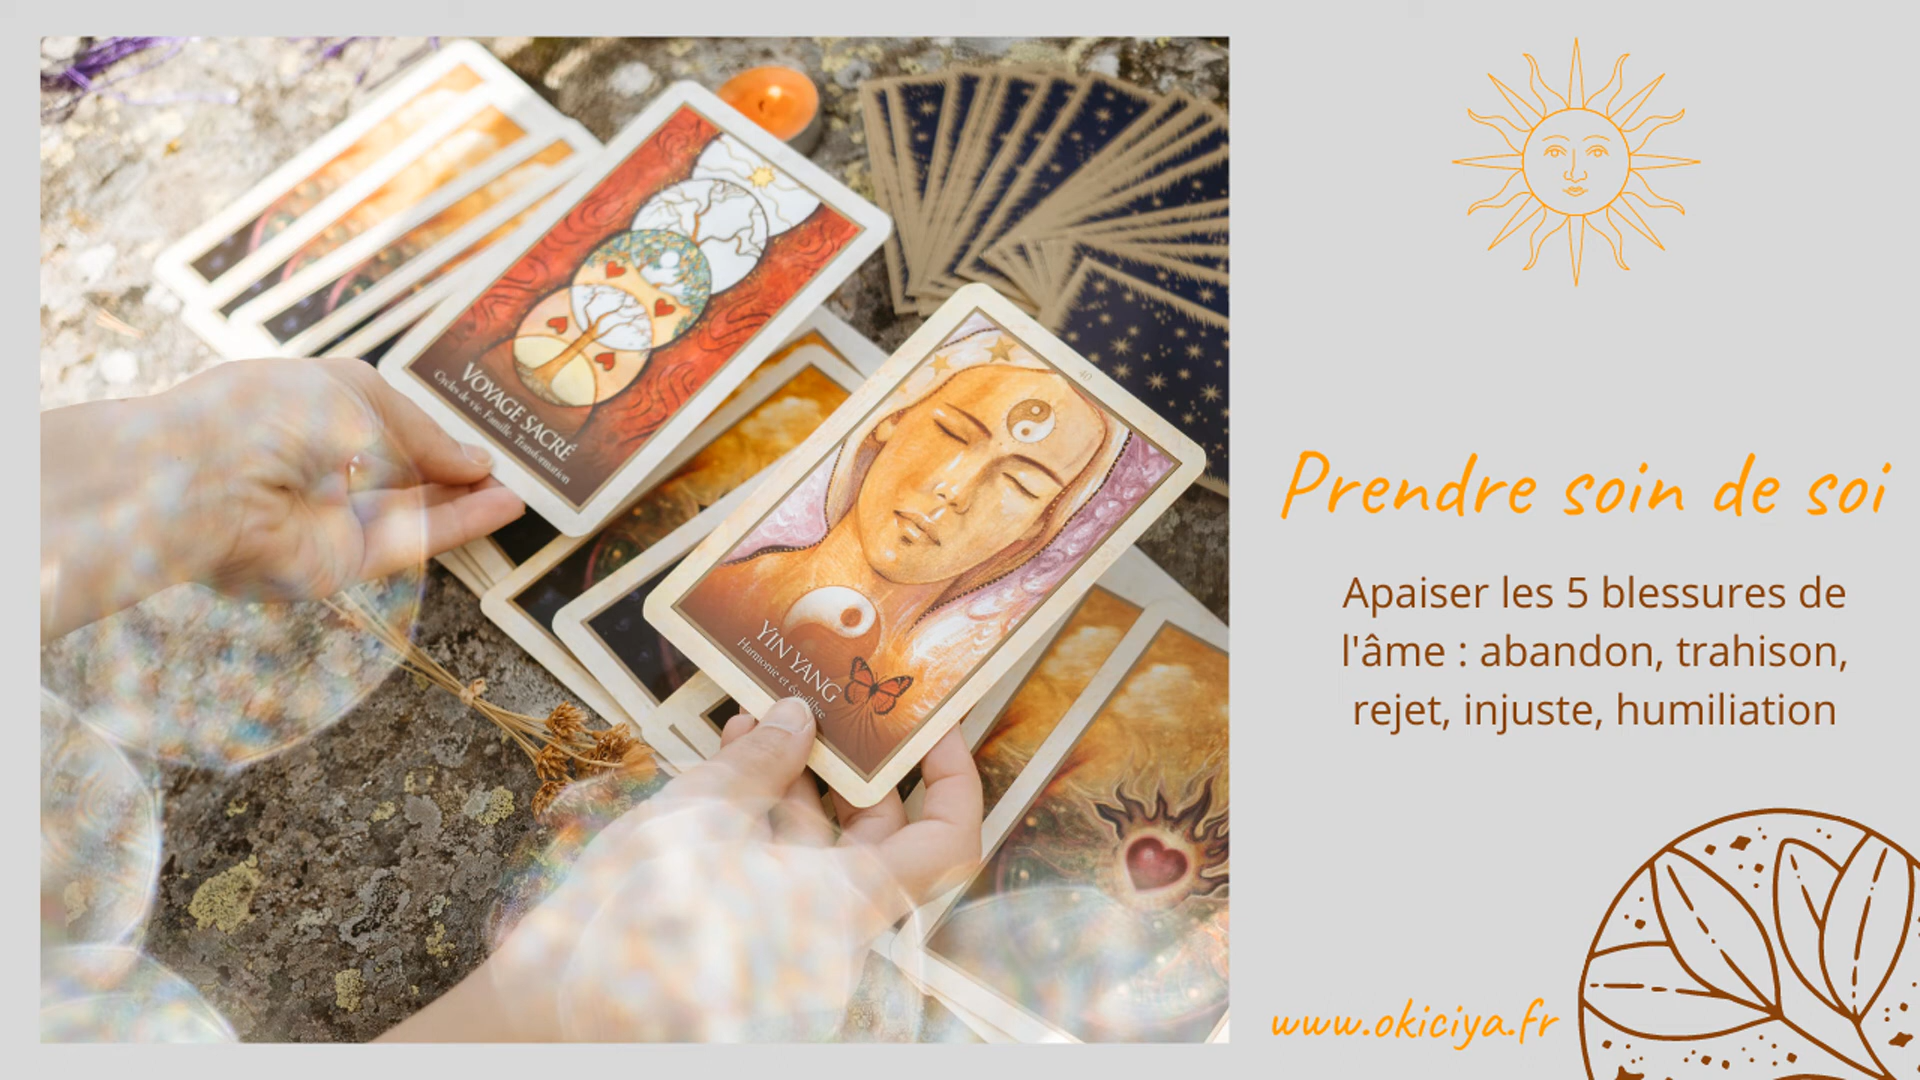 VOYAGE SACRÉ
Cycles de vie. Famille. Transformation
40
YIN YANG
Harmonie et équilibre
Prendre soin de soi
Apaiser les 5 blessures de
l'âme : abandon, trahison,
rejet, injuste, humiliation
www.okiciya.fr